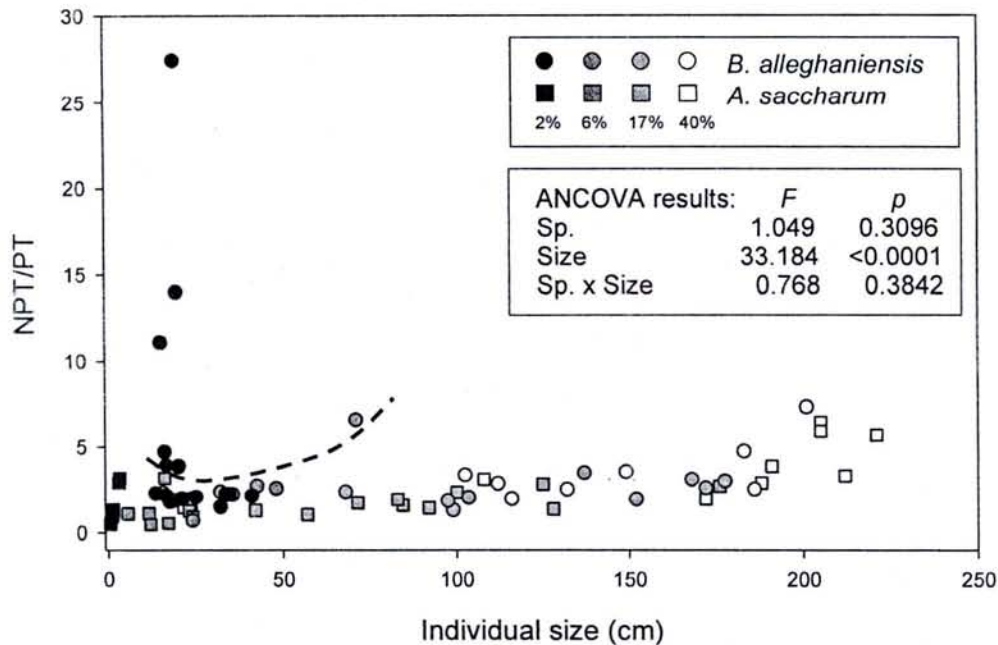 30
25
20
15
10
5
0
NPT/PT
B. alleghaniensis
A. saccharum
2% 6% 17% 40%
ANCOVA results: F p
Sp. 1.049 0.3096
Size 33.184 <0.0001
Sp. x Size 0.768 0.3842
0 50 100 150 200 250
Individual size (cm)